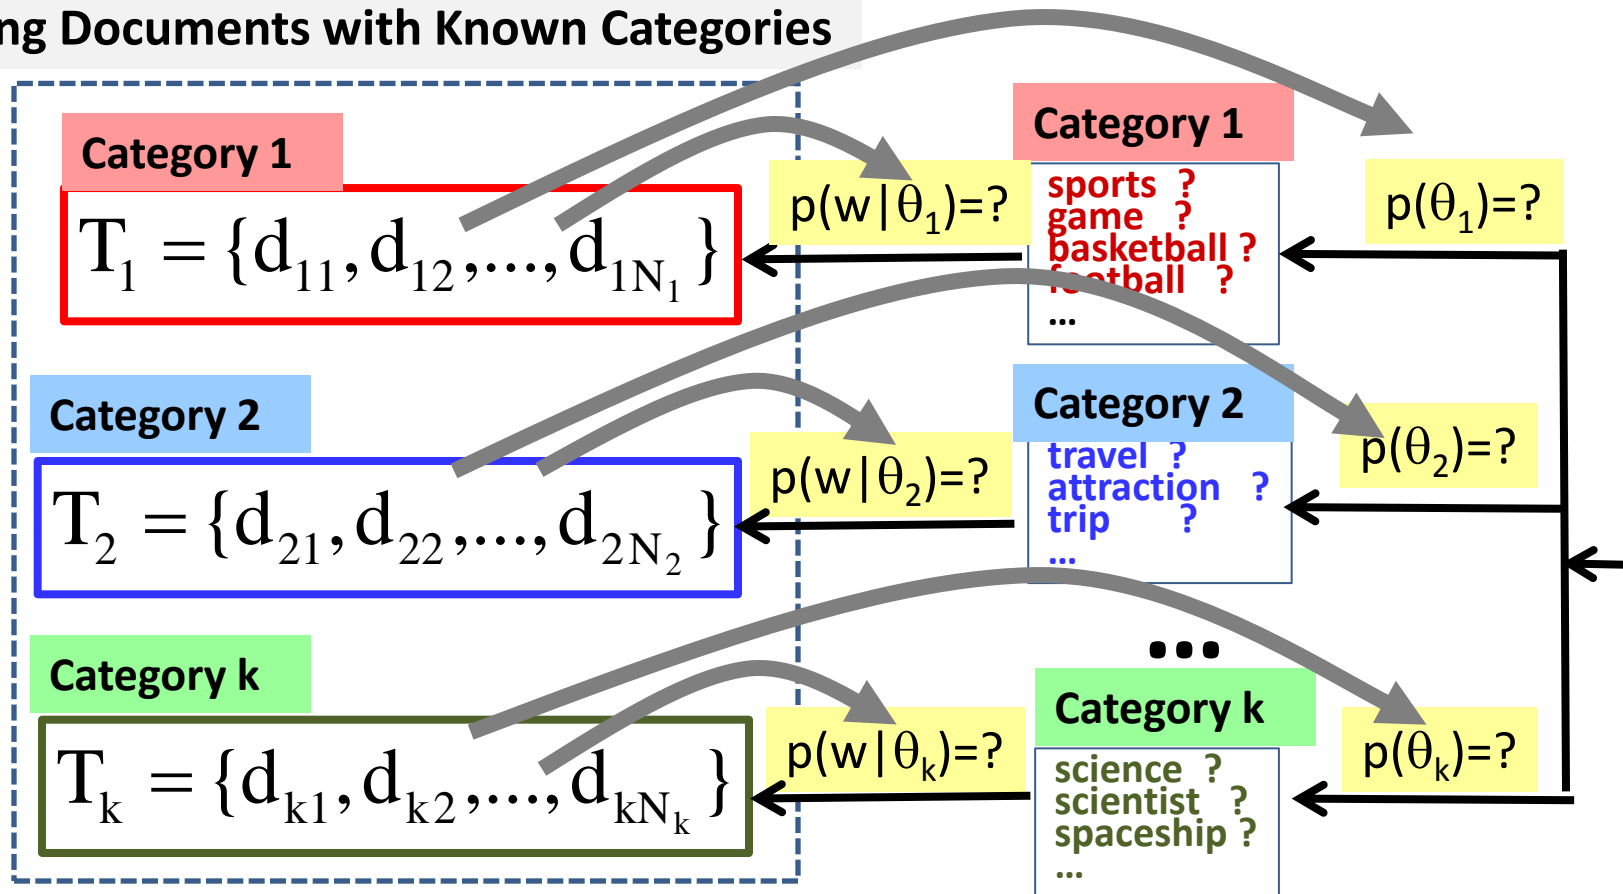 ng Documents with Known Categories
Category 1
T₁ = {d₁₁, d₁₂,..., d₁N₁}
p(w|θ₁)=?
Category 1
sports ?
game ?
basketball ?
football ?
...
p(θ₁)=?
Category 2
T₂ = {d₂₁, d₂₂,..., d₂N₂}
p(w|θ₂)=?
Category 2
travel ?
attraction ?
trip ?
...
p(θ₂)=?
...
Category k
Tₖ = {dₖ₁, dₖ₂,..., dₖNₖ}
p(w|θₖ)=?
Category k
science ?
scientist ?
spaceship ?
...
p(θₖ)=?